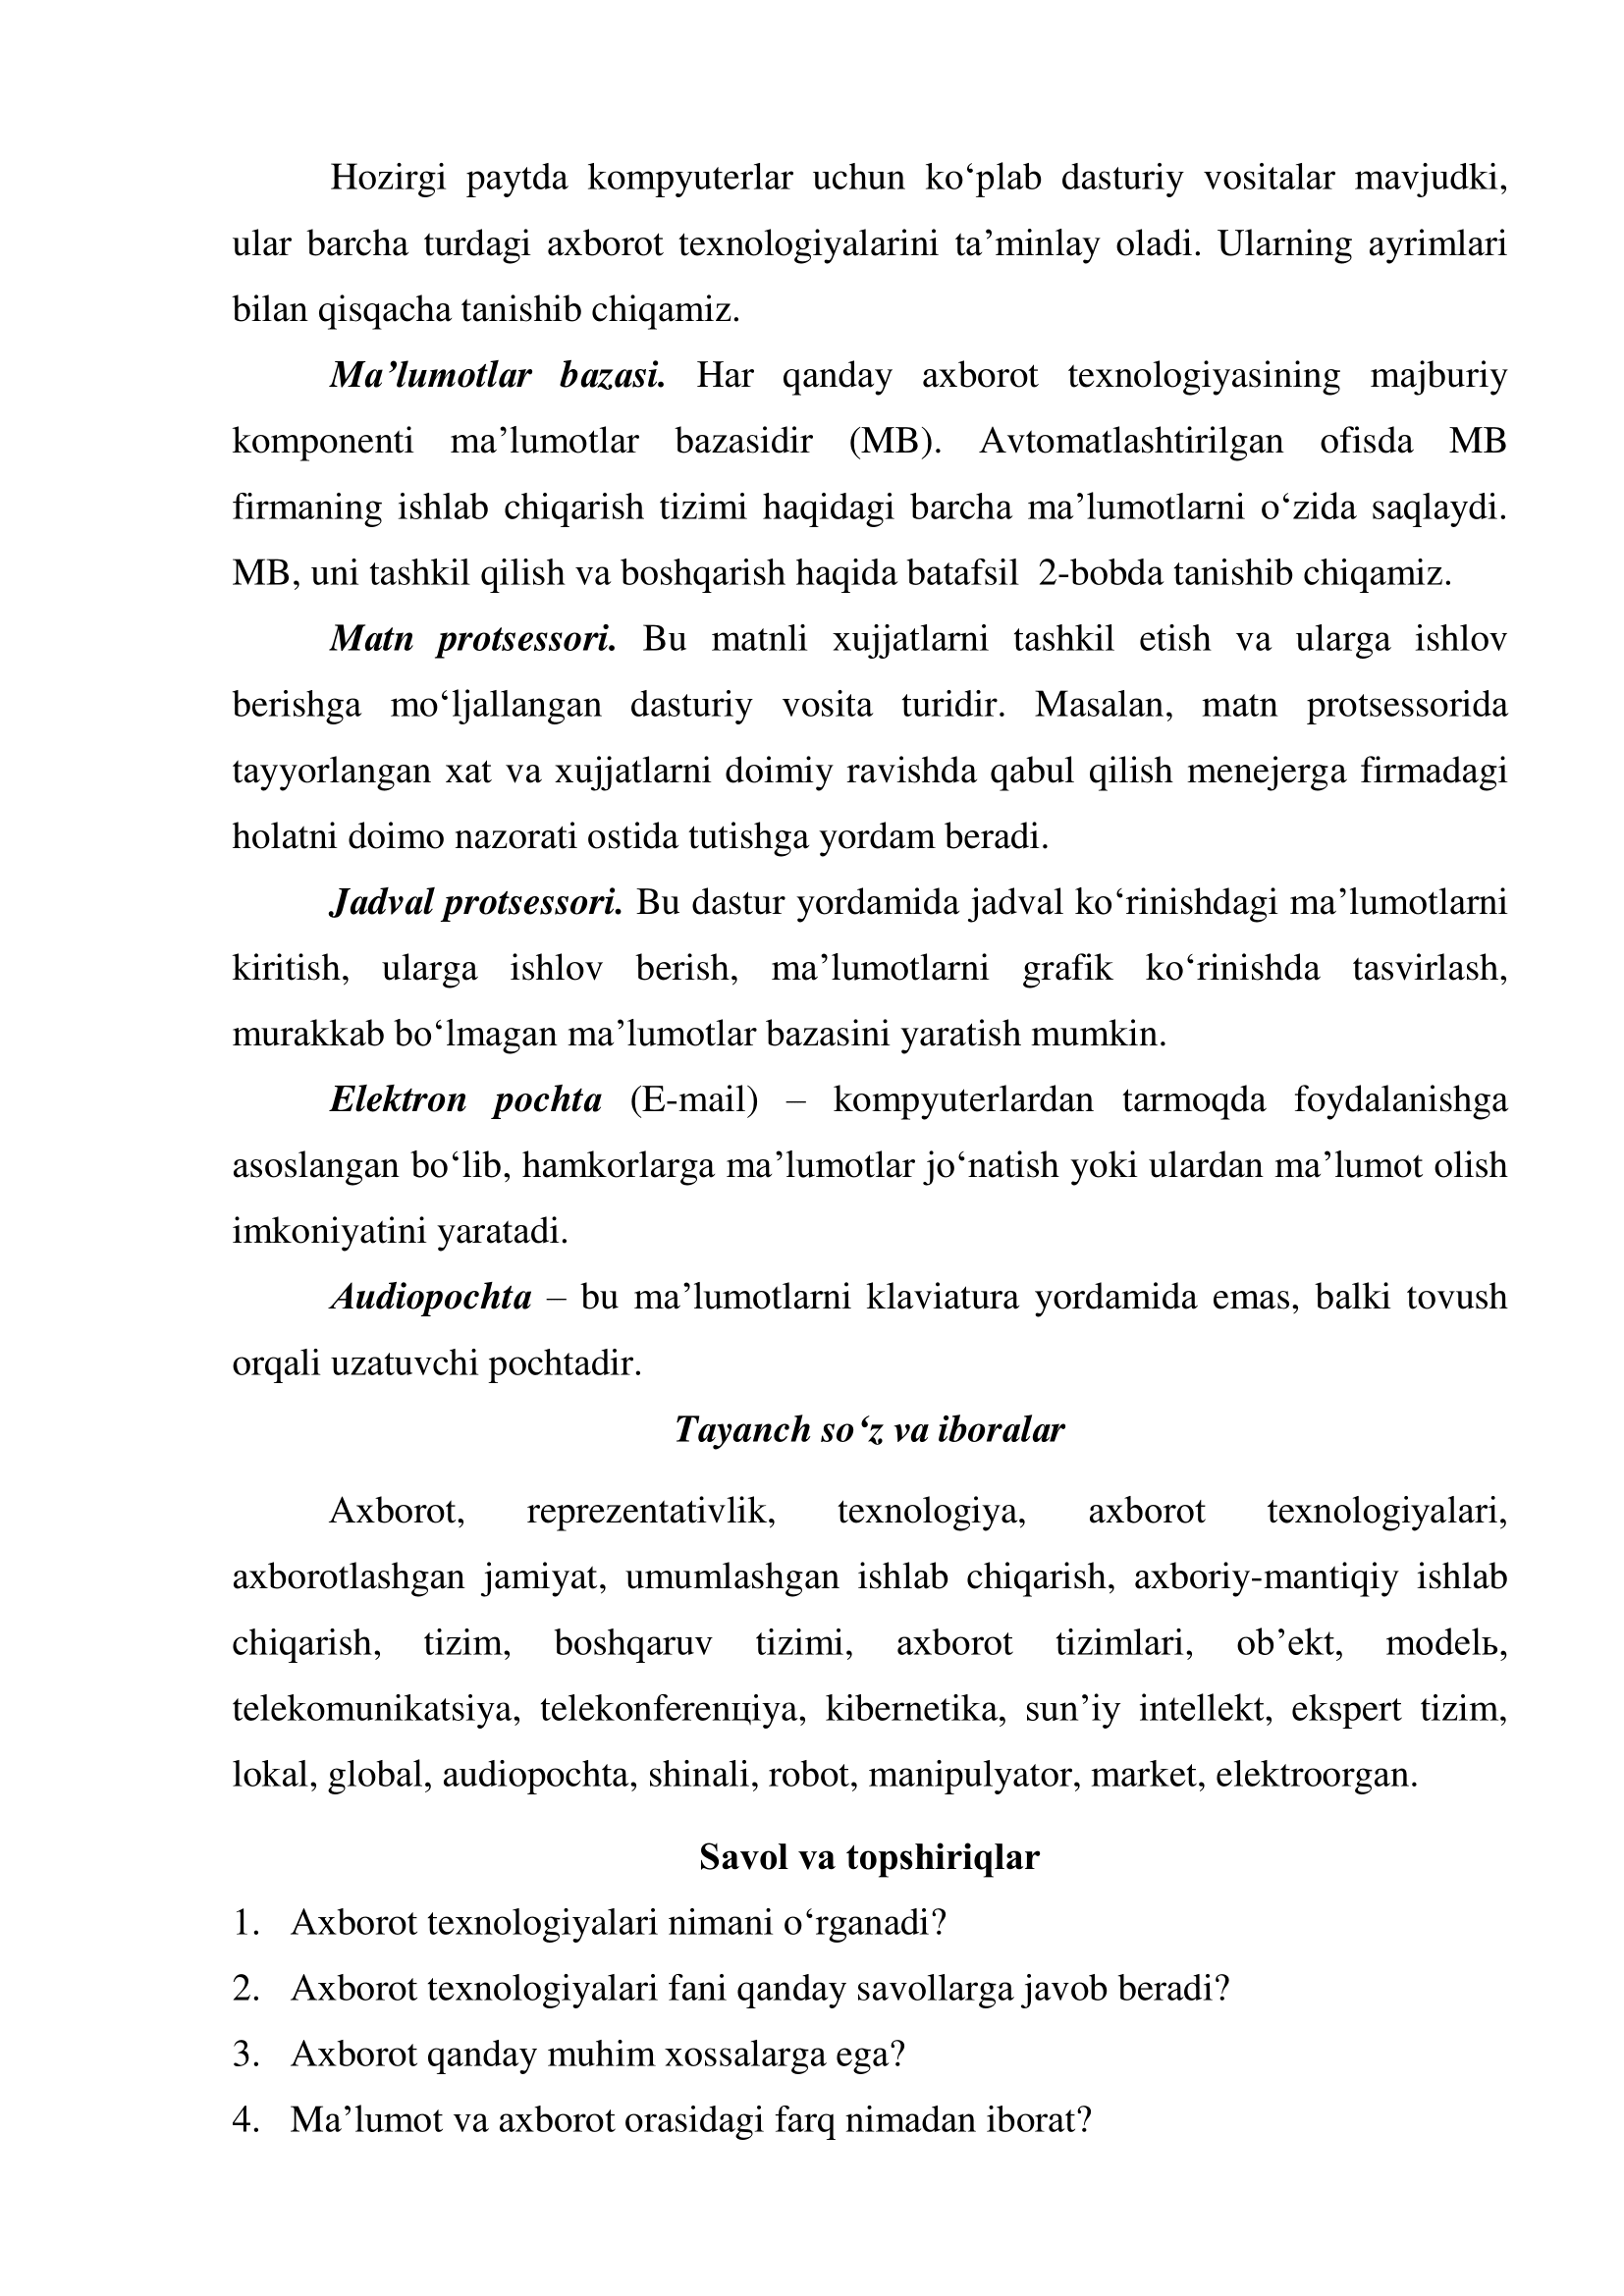 Hozirgi paytda kompyuterlar uchun ko‘plab dasturiy vositalar mavjudki,
ular barcha turdagi axborot texnologiyalarini ta’minlay oladi. Ularning ayrimlari
bilan qisqacha tanishib chiqamiz.
Ma’lumotlar bazasi. Har qanday axborot texnologiyasining majburiy
komponenti ma’lumotlar bazasidir (MB). Avtomatlashtirilgan ofisda MB
firmaning ishlab chiqarish tizimi haqidagi barcha ma’lumotlarni o‘zida saqlaydi.
MB, uni tashkil qilish va boshqarish haqida batafsil 2-bobda tanishib chiqamiz.
Matn protsessori. Bu matnli xujjatlarni tashkil etish va ularga ishlov
berishga mo‘ljallangan dasturiy vosita turidir. Masalan, matn protsessorida
tayyorlangan xat va xujjatlarni doimiy ravishda qabul qilish menejerga firmadagi
holatni doimo nazorati ostida tutishga yordam beradi.
Jadval protsessori. Bu dastur yordamida jadval ko‘rinishdagi ma’lumotlarni
kiritish, ularga ishlov berish, ma’lumotlarni grafik ko‘rinishda tasvirlash,
murakkab bo‘lmagan ma’lumotlar bazasini yaratish mumkin.
Elektron pochta (E-mail) – kompyuterlardan tarmoqda foydalanishga
asoslangan bo‘lib, hamkorlarga ma’lumotlar jo‘natish yoki ulardan ma’lumot olish
imkoniyatini yaratadi.
Audiopochta – bu ma’lumotlarni klaviatura yordamida emas, balki tovush
orqali uzatuvchi pochtadir.
Tayanch so‘z va iboralar
Axborot, reprezentativlik, texnologiya, axborot texnologiyalari,
axborotlashgan jamiyat, umumlashgan ishlab chiqarish, axboriy-mantiqiy ishlab
chiqarish, tizim, boshqaruv tizimi, axborot tizimlari, ob’ekt, modelь,
telekomunikatsiya, telekonferenцiya, kibernetika, sun’iy intellekt, ekspert tizim,
lokal, global, audiopochta, shinali, robot, manipulyator, market, elektroorgan.
Savol va topshiriqlar
1. Axborot texnologiyalari nimani o‘rganadi?
2. Axborot texnologiyalari fani qanday savollarga javob beradi?
3. Axborot qanday muhim xossalarga ega?
4. Ma’lumot va axborot orasidagi farq nimadan iborat?